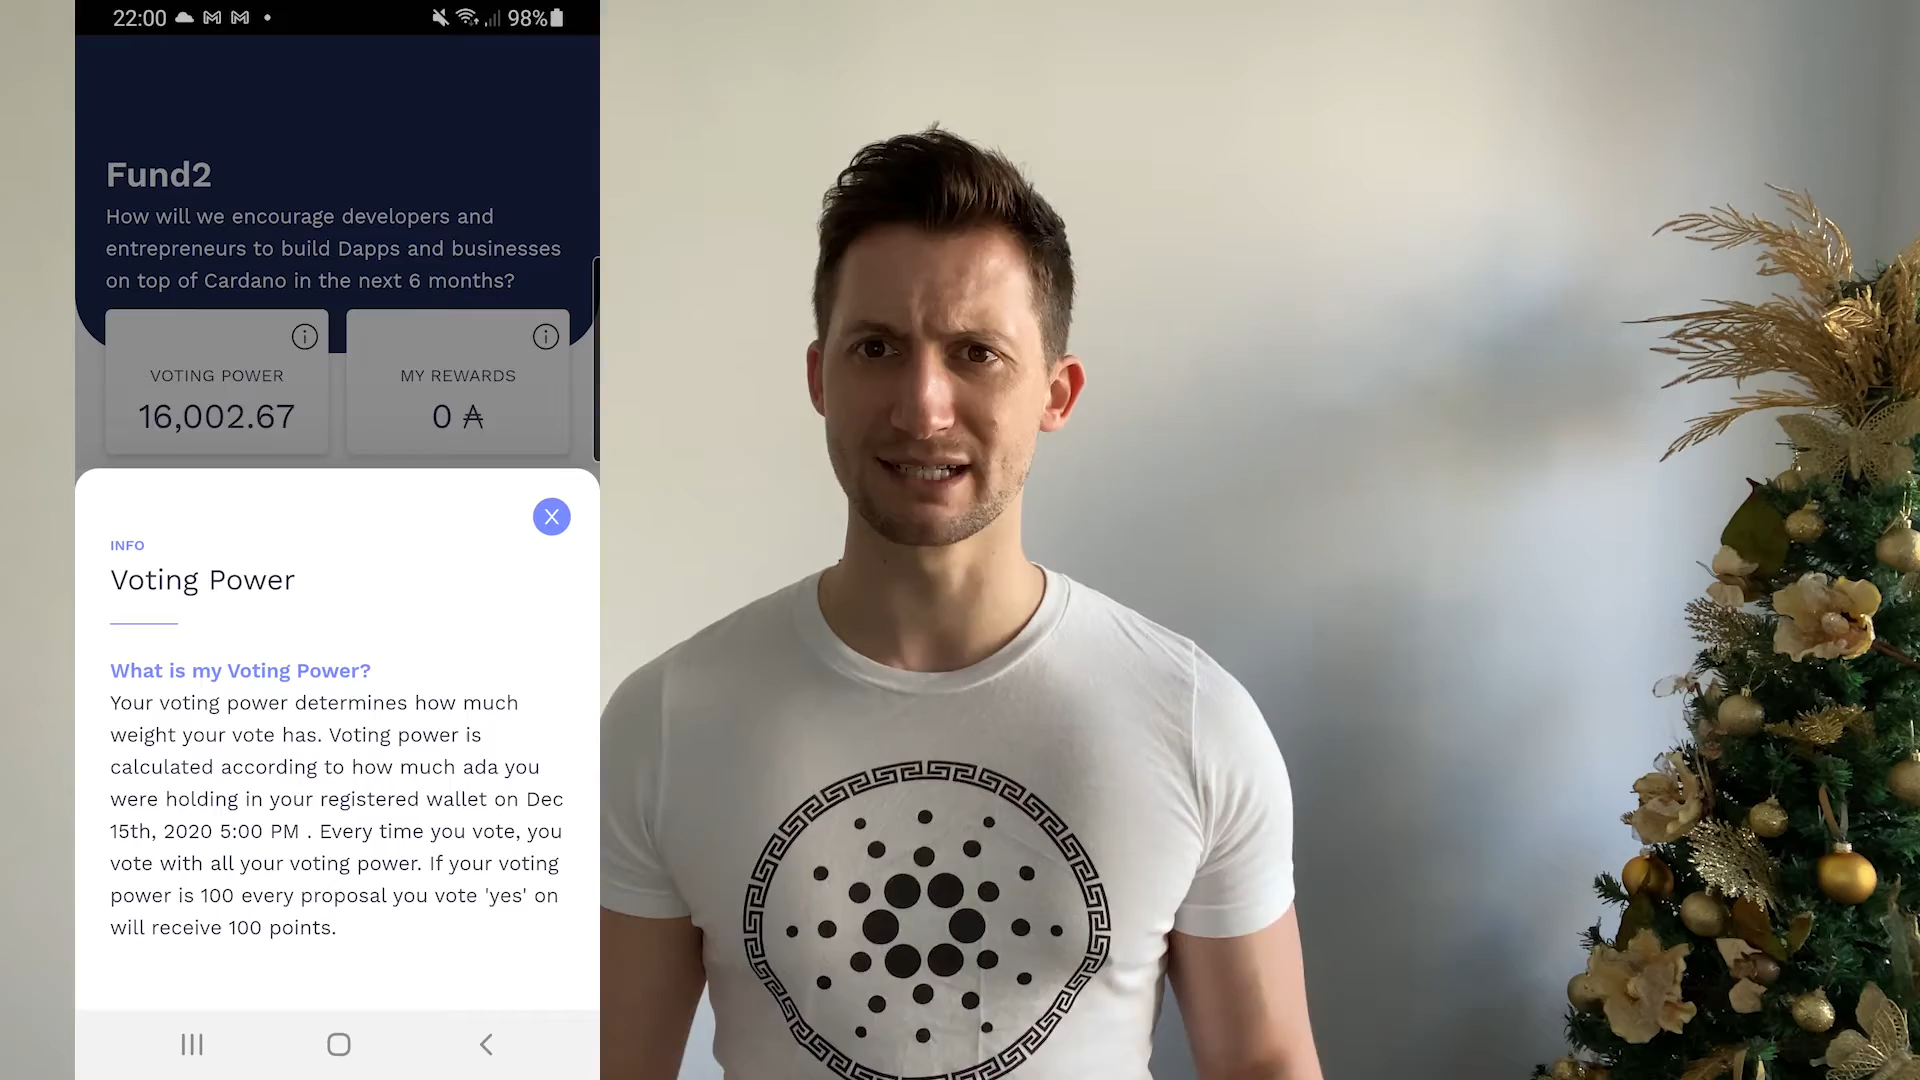 22:00 98%
Fund2
How will we encourage developers and
entrepreneurs to build Dapps and businesses
on top of Cardano in the next 6 months?
VOTING POWER
16,002.67
MY REWARDS
0 ₳
X
INFO
Voting Power
What is my Voting Power?
Your voting power determines how much
weight your vote has. Voting power is
calculated according to how much ada you
were holding in your registered wallet on Dec
15th, 2020 5:00 PM . Every time you vote, you
vote with all your voting power. If your voting
power is 100 every proposal you vote 'yes' on
will receive 100 points.